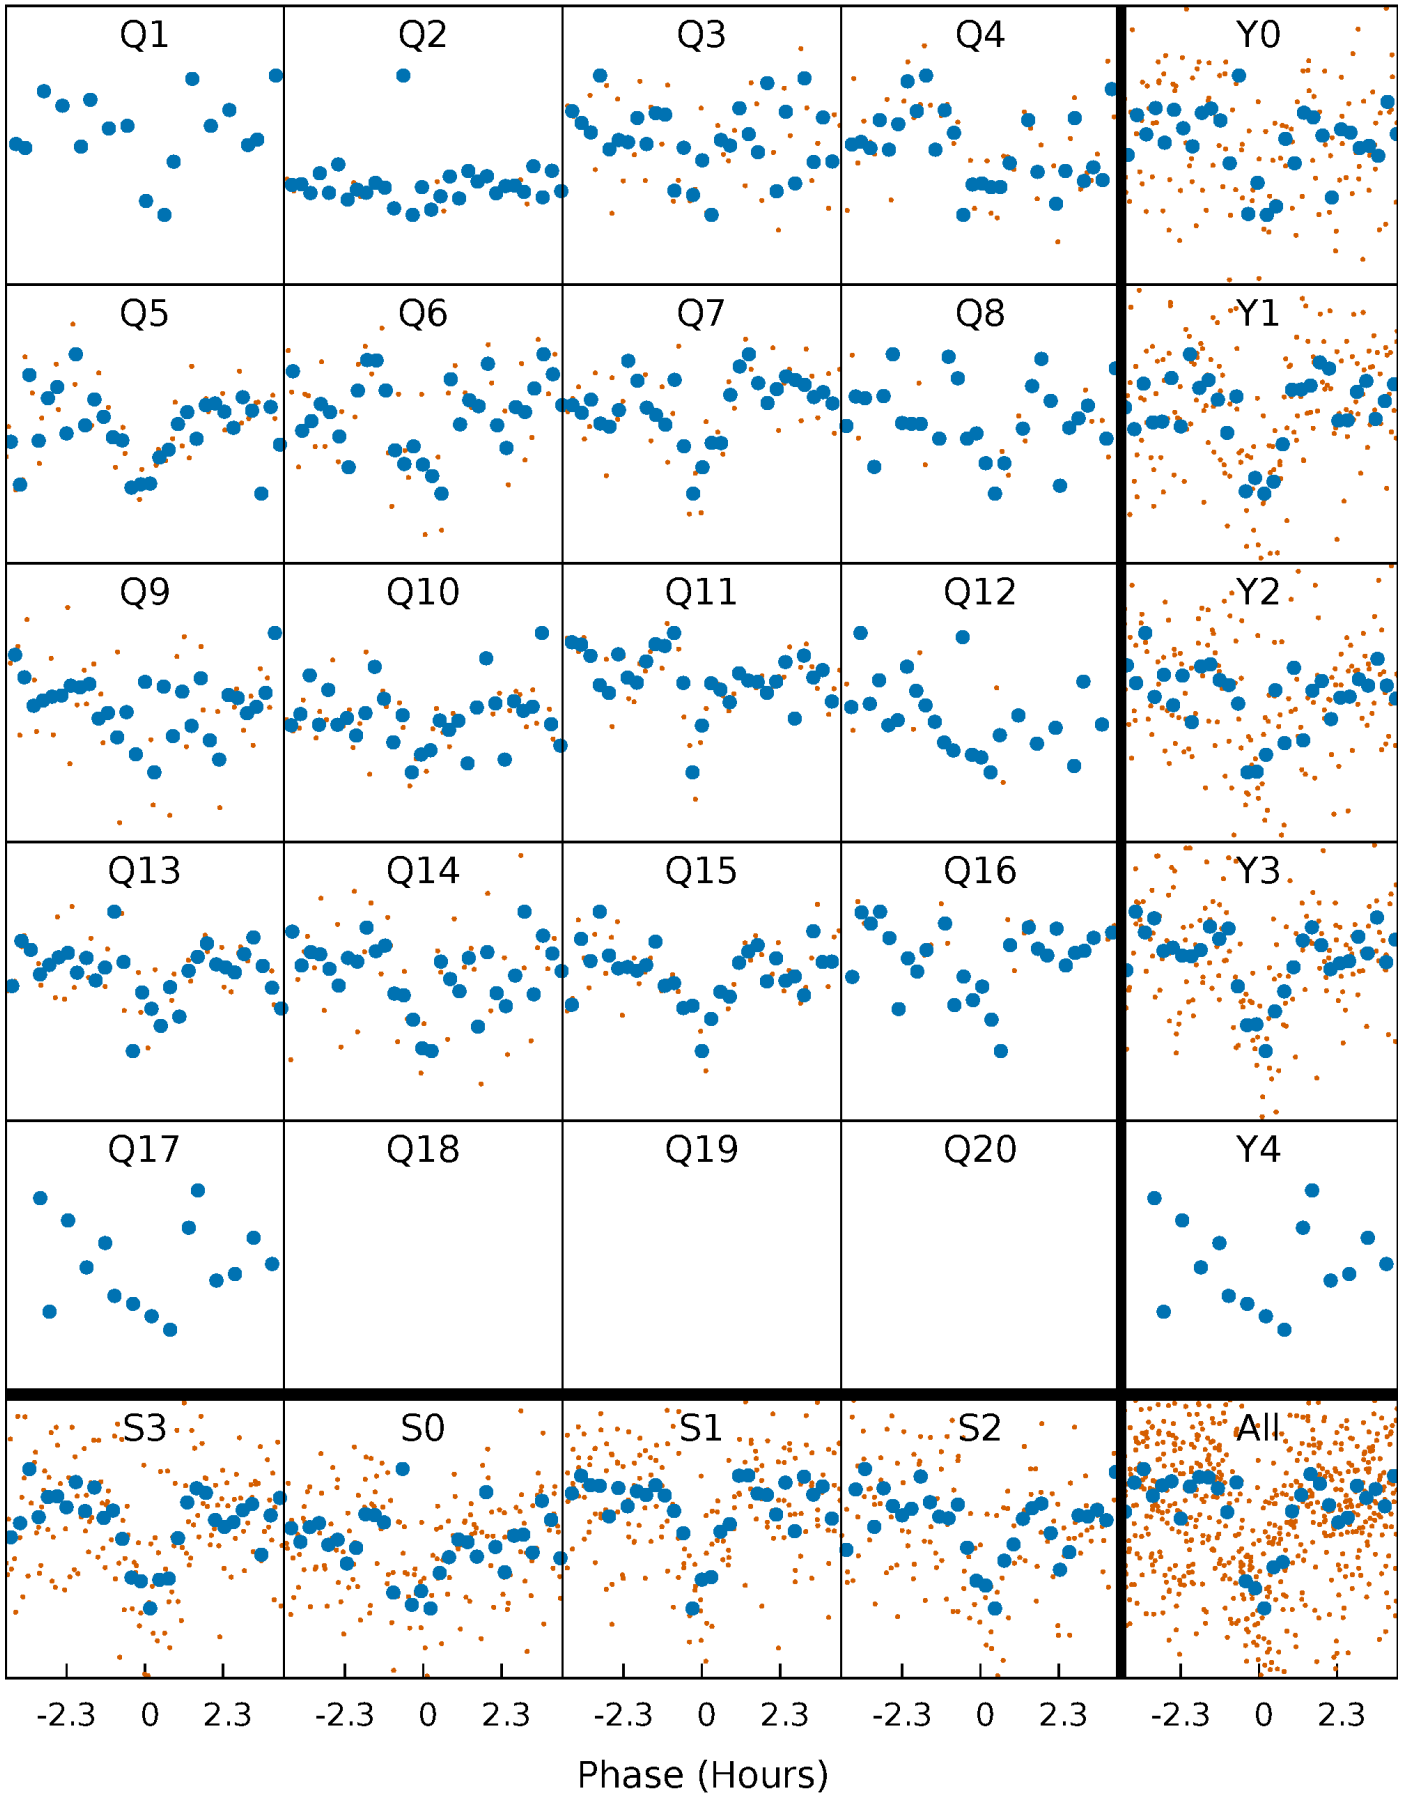 Q1 Q2 Q3 Q4 Y0
Q5 Q6 Q7 Q8 Y1
Q9 Q10 Q11 Q12 Y2
Q13 Q14 Q15 Q16 Y3
Q17 Q18 Q19 Q20 Y4
S3 S0 S1 S2 All
-2.3 0 2.3 -2.3 0 2.3 -2.3 0 2.3 -2.3 0 2.3 -2.3 0 2.3
Phase (Hours)